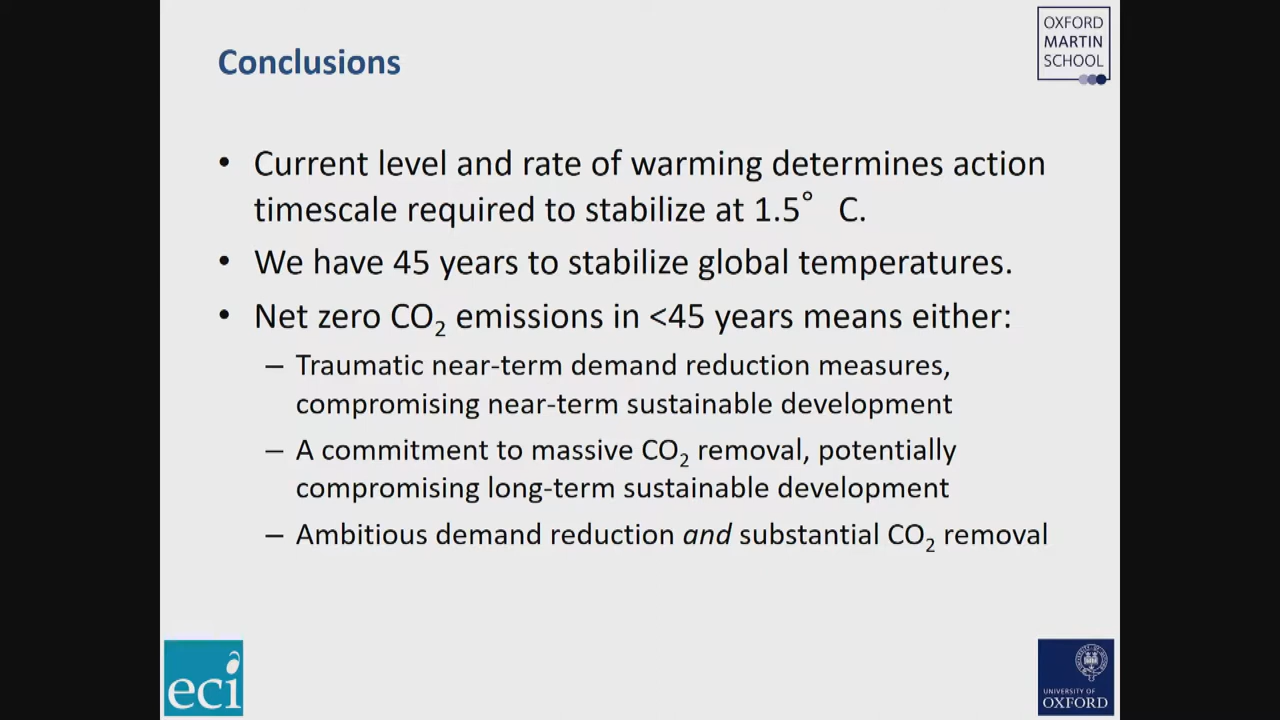 Conclusions
OXFORD
MARTIN
SCHOOL
• Current level and rate of warming determines action
timescale required to stabilize at 1.5° C.
• We have 45 years to stabilize global temperatures.
• Net zero CO₂ emissions in <45 years means either:
– Traumatic near-term demand reduction measures,
compromising near-term sustainable development
– A commitment to massive CO₂ removal, potentially
compromising long-term sustainable development
– Ambitious demand reduction and substantial CO₂ removal
eci
UNIVERSITY OF
OXFORD